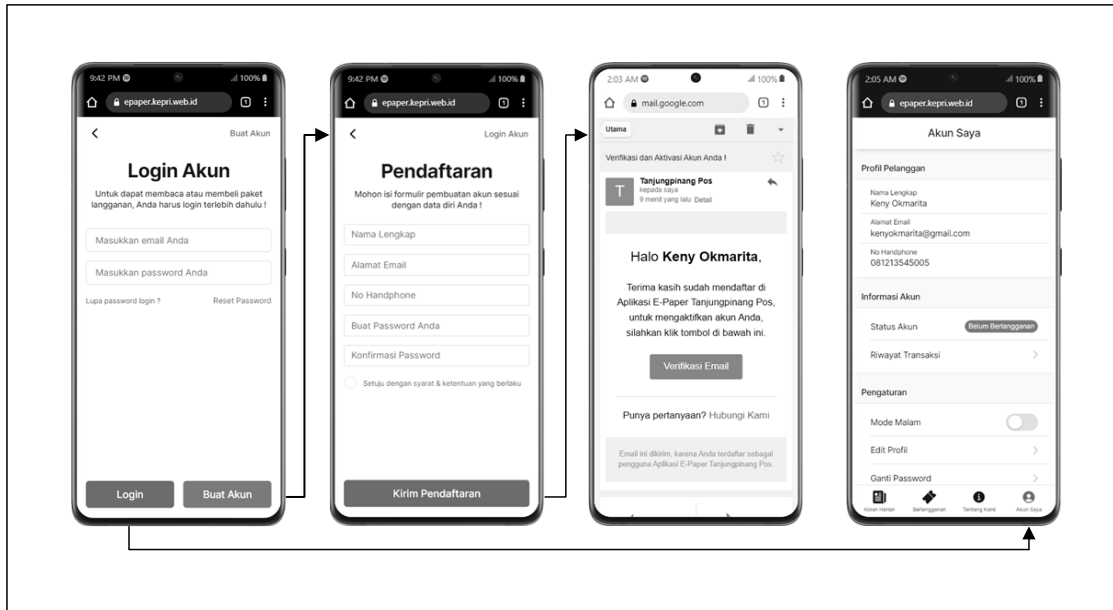 9:42 PM
100%
epaper.kepri.web.id
1
Buat Akun
Login Akun
Untuk dapat membaca atau membeli paket
langganan, Anda harus login terlebih dahulu !
Masukkan email Anda
Masukkan password Anda
Lupa password login ?
Reset Password
Login
Buat Akun
9:42 PM
100%
epaper.kepri.web.id
1
Login Akun
Pendaftaran
Mohon isi formulir pembuatan akun sesuai
dengan data diri Anda !
Nama Lengkap
Alamat Email
No Handphone
Buat Password Anda
Konfirmasi Password
Setuju dengan syarat & ketentuan yang berlaku
Kirim Pendaftaran
2:03 AM
100%
mail.google.com
1
Utama
Verifikasi dan Aktivasi Akun Anda !
T
Tanjungpinang Pos
kepada saya
9 menit yang lalu Detail
Halo Keny Okmarita,
Terima kasih sudah mendaftar di
Aplikasi E-Paper Tanjungpinang Pos,
untuk mengaktifkan akun Anda,
silahkan klik tombol di bawah ini.
Verifikasi Email
Punya pertanyaan? Hubungi Kami
Email ini dikirim, karena Anda terdaftar sebagai
pengguna Aplikasi E-Paper Tanjungpinang Pos.
2:05 AM
100%
epaper.kepri.web.id
1
Akun Saya
Profil Pelanggan
Nama Lengkap
Keny Okmarita
Alamat Email
kenyokmarita@gmail.com
No Handphone
081213545005
Informasi Akun
Status Akun
Belum Berlangganan
Riwayat Transaksi
Pengaturan
Mode Malam
Edit Profil
Ganti Password
Koran Harian
Berlangganan
Tentang Kami
Akun Saya